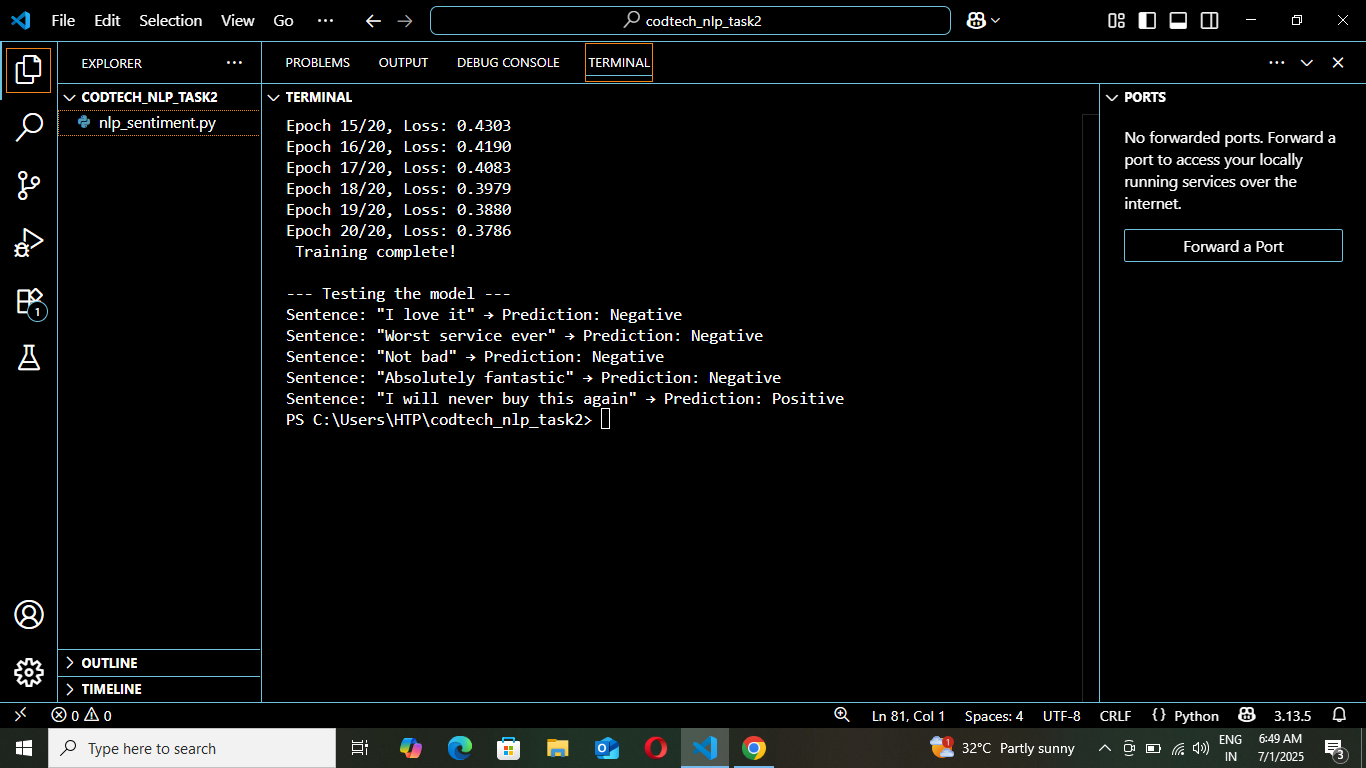 File Edit Selection View Go ··· codtech_nlp_task2
EXPLORER ···
PROBLEMS OUTPUT DEBUG CONSOLE TERMINAL ···
CODTECH_NLP_TASK2
nlp_sentiment.py
TERMINAL
Epoch 15/20, Loss: 0.4303
Epoch 16/20, Loss: 0.4190
Epoch 17/20, Loss: 0.4083
Epoch 18/20, Loss: 0.3979
Epoch 19/20, Loss: 0.3880
Epoch 20/20, Loss: 0.3786
Training complete!
--- Testing the model ---
Sentence: "I love it" → Prediction: Negative
Sentence: "Worst service ever" → Prediction: Negative
Sentence: "Not bad" → Prediction: Negative
Sentence: "Absolutely fantastic" → Prediction: Negative
Sentence: "I will never buy this again" → Prediction: Positive
PS C:\Users\HTP\codtech_nlp_task2>
PORTS
No forwarded ports. Forward a
port to access your locally
running services over the
internet.
Forward a Port
1
OUTLINE
TIMELINE
0 0 Ln 81, Col 1 Spaces: 4 UTF-8 CRLF {} Python 3.13.5
Type here to search
1
32°C Partly sunny
ENG
IN
6:49 AM
7/1/2025
3